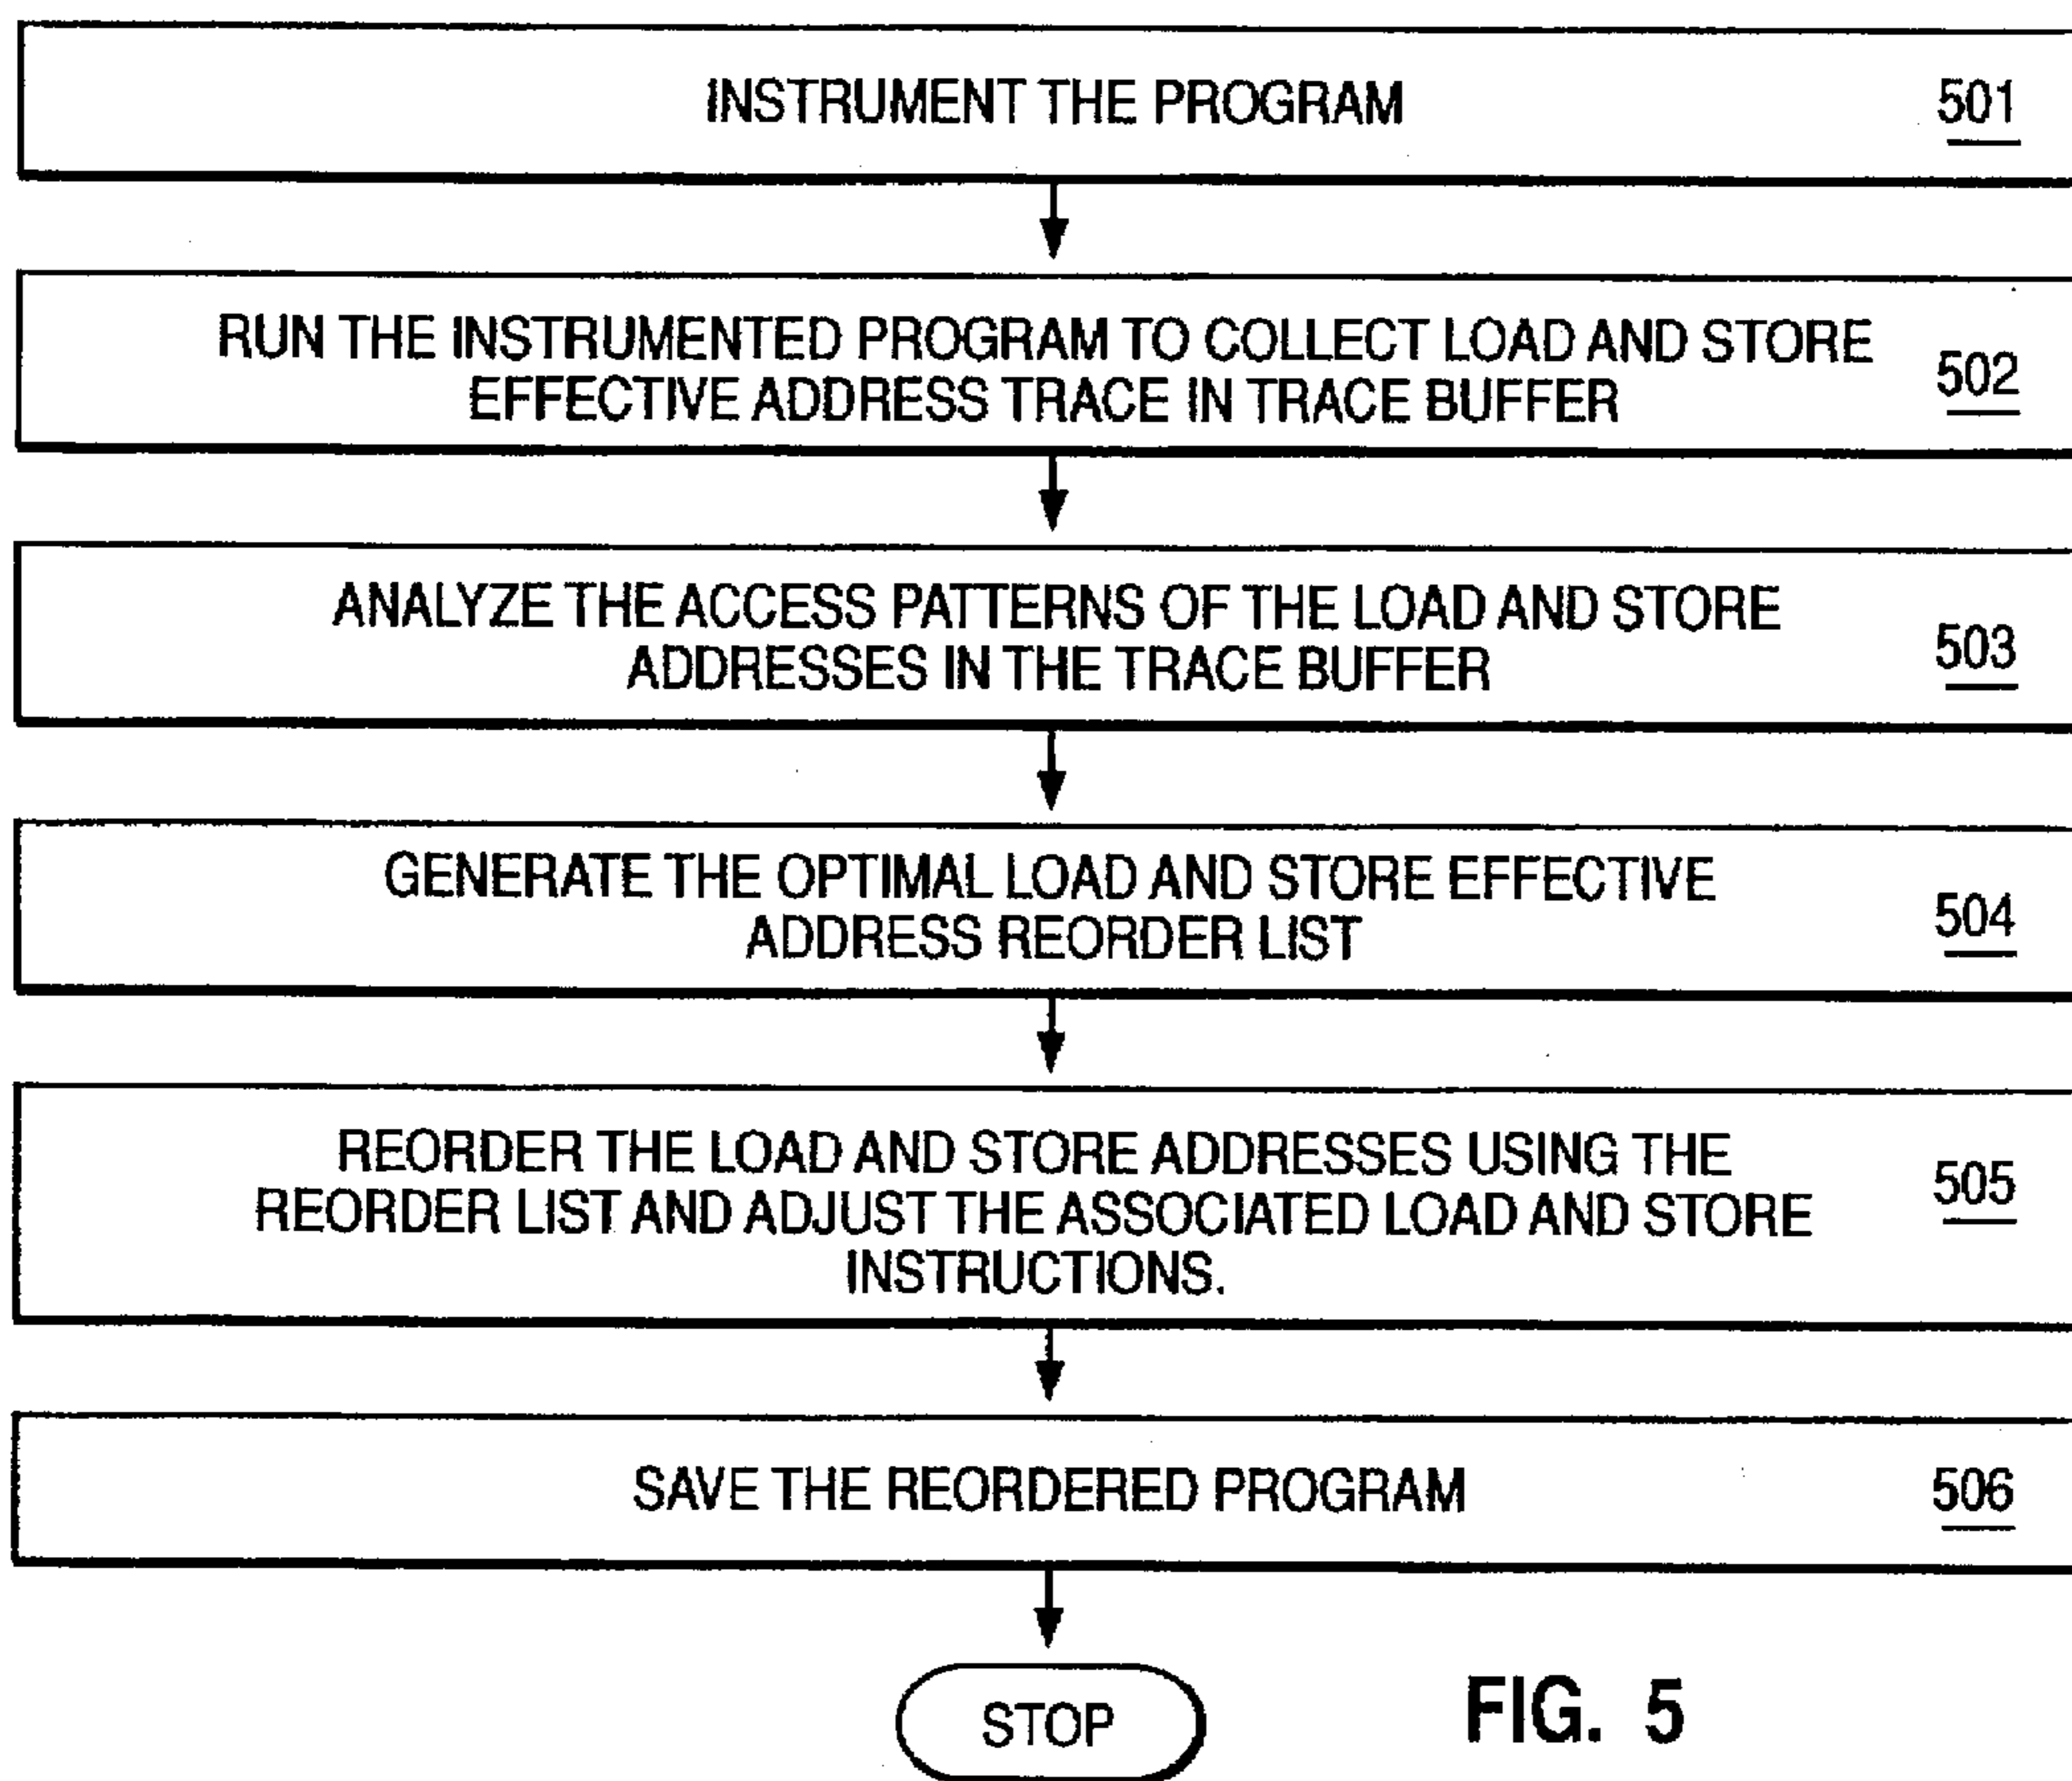 INSTRUMENT THE PROGRAM 501
RUN THE INSTRUMENTED PROGRAM TO COLLECT LOAD AND STORE
EFFECTIVE ADDRESS TRACE IN TRACE BUFFER 502
ANALYZE THE ACCESS PATTERNS OF THE LOAD AND STORE
ADDRESSES IN THE TRACE BUFFER 503
GENERATE THE OPTIMAL LOAD AND STORE EFFECTIVE
ADDRESS REORDER LIST 504
REORDER THE LOAD AND STORE ADDRESSES USING THE
REORDER LIST AND ADJUST THE ASSOCIATED LOAD AND STORE 505
INSTRUCTIONS.
SAVE THE REORDERED PROGRAM 506
STOP
FIG. 5